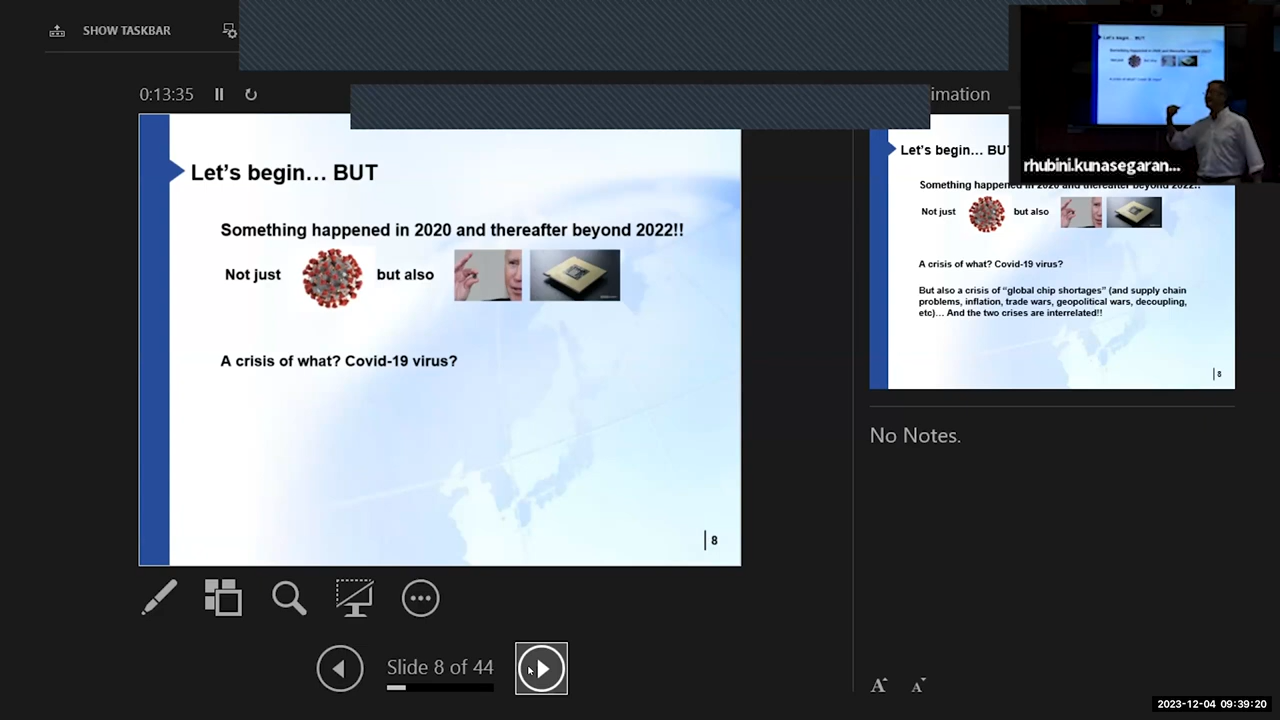 SHOW TASKBAR
0:13:35
imation
Let's begin... BUT
Something happened in 2020 and thereafter beyond 2022!!
Not just
but also
A crisis of what? Covid-19 virus?
8
Slide 8 of 44
Let's begin... BUT
Something happened in 2020 and thereafter beyond 2022!!
Not just
but also
A crisis of what? Covid-19 virus?
But also a crisis of "global chip shortages" (and supply chain
problems, inflation, trade wars, geopolitical wars, decoupling,
etc)... And the two crises are interrelated!!
8
No Notes.
A A
Let's begin... BUT
rhubini.kunasegaran...
2023-12-04 09:39:20